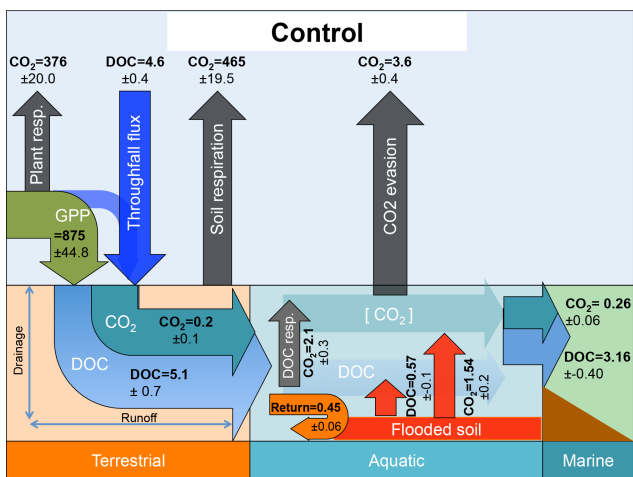 Control
CO₂=376
±20.0
DOC=4.6
±0.4
CO₂=465
±19.5
CO₂=3.6
±0.4
Plant resp.
Throughfall flux
Soil respiration
CO2 evasion
GPP
=875
±44.8
CO₂
CO₂=0.2
±0.1
DOC
DOC=5.1
± 0.7
Drainage
Runoff
[ CO₂ ]
DOC resp.
CO₂=2.1
±0.3
DOC
DOC=0.57
±-0.1
CO₂=1.54
±0.2
Return=0.45
±0.06
Flooded soil
CO₂= 0.26
±0.06
DOC=3.16
±-0.40
Terrestrial
Aquatic
Marine